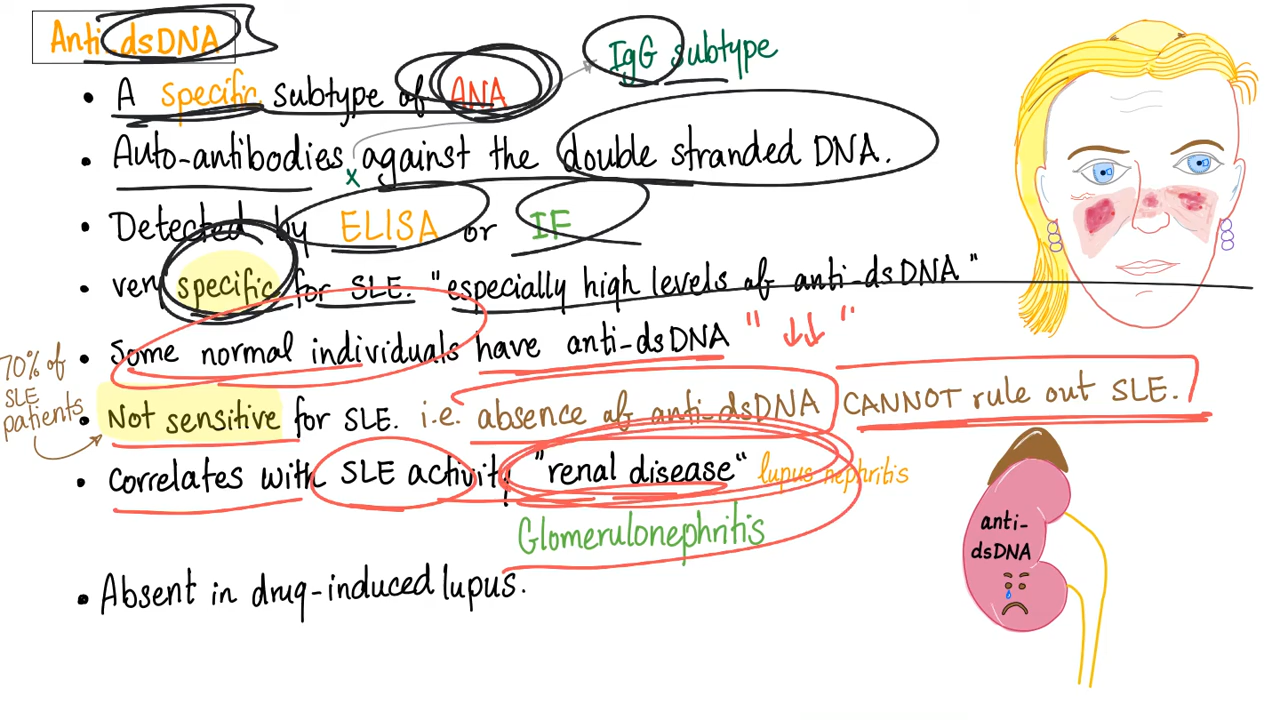 Anti-dsDNA
IgG subtype
• A specific subtype of ANA
• Auto-antibodies against the double stranded DNA.
x
• Detected by ELISA or IF
• very specific for SLE. "especially high levels of anti-dsDNA"
• Some normal individuals have anti-dsDNA "↓↓"
70% of
SLE
patients
• Not sensitive for SLE. i.e. absence of anti-dsDNA CANNOT rule out SLE.
• Correlates with SLE activity "renal disease" lupus nephritis
Glomerulonephritis
• Absent in drug-induced lupus.
anti-
dsDNA